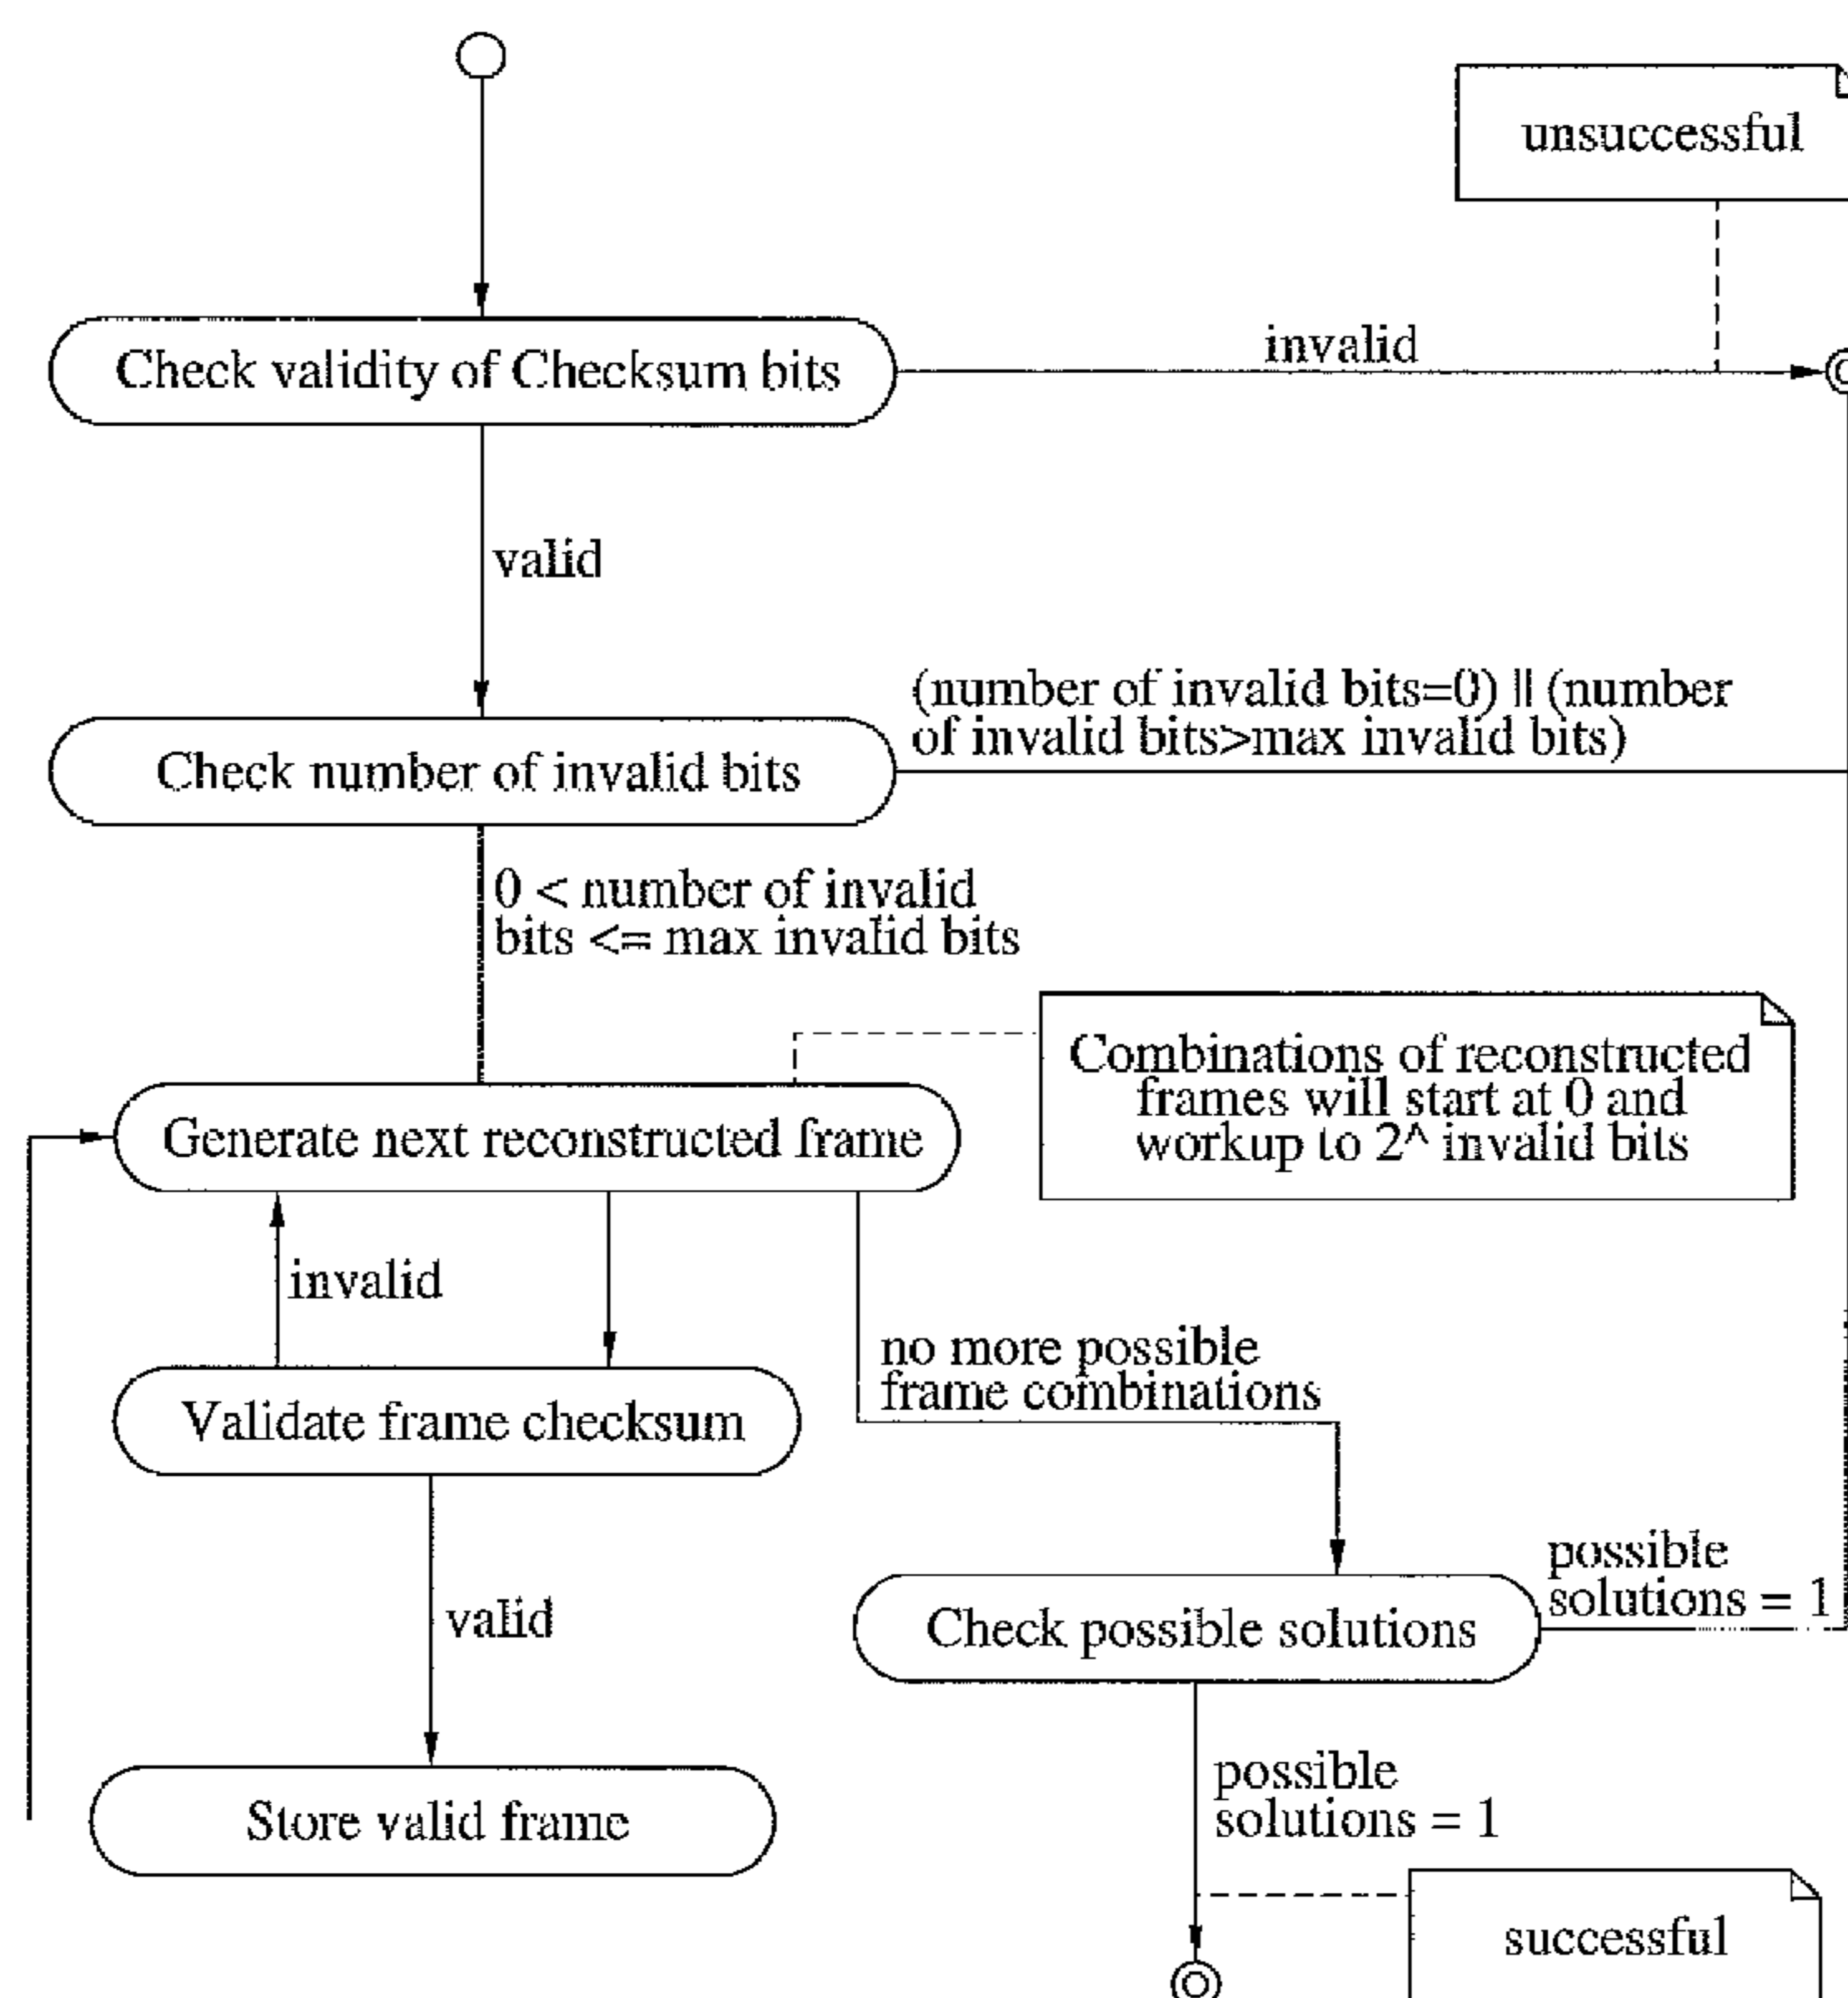 unsuccessful
Check validity of Checksum bits
invalid
valid
(number of invalid bits=0) || (number
of invalid bits>max invalid bits)
Check number of invalid bits
0 < number of invalid
bits <= max invalid bits
Combinations of reconstructed
frames will start at 0 and
workup to 2^ invalid bits
Generate next reconstructed frame
invalid
no more possible
frame combinations
Validate frame checksum
possible
solutions = 1
valid
Check possible solutions
possible
solutions = 1
Store valid frame
successful